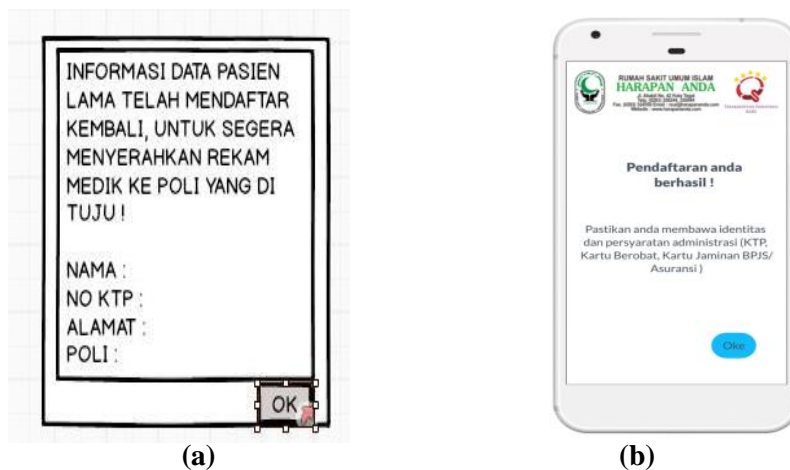 INFORMASI DATA PASIEN
LAMA TELAH MENDAFTAR
KEMBALI, UNTUK SEGERA
MENYERAHKAN REKAM
MEDIK KE POLI YANG DI
TUJU !
NAMA :
NO KTP :
ALAMAT :
POLI :
OK
(a)
RUMAH SAKIT UMUM ISLAM
HARAPAN ANDA
Pendaftaran anda
berhasil !
Pastikan anda membawa identitas
dan persyaratan administrasi (KTP,
Kartu Berobat, Kartu Jaminan BPJS/
Asuransi )
Oke
(b)